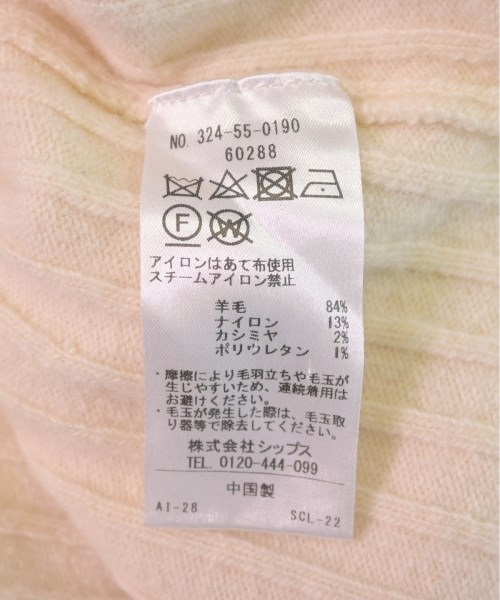 NO. 324-55-0190
60288
F W
アイロンはあて布使用
スチームアイロン禁止
羊毛 84%
ナイロン 13%
カシミヤ 2%
ポリウレタン 1%
・摩擦により毛羽立ちや毛玉が
生じやすいため、連続着用は
お避けください。
・毛玉が発生した際は、毛玉取
り器等で除去してください。
株式会社シップス
TEL. 0120-444-099
中国製
AI-28 SCL-22